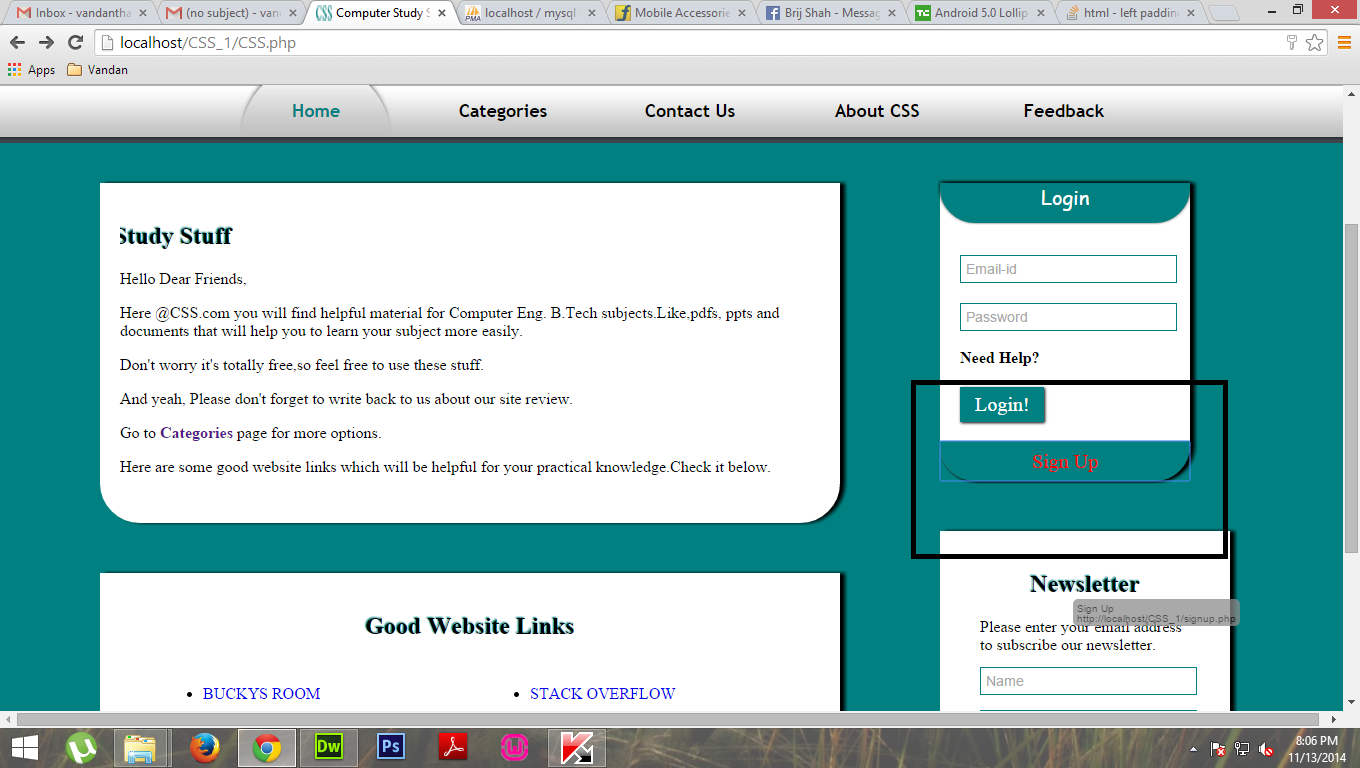 Inbox - vandantha
(no subject) - van
Computer Study S
localhost / mysql
Mobile Accessorie
Brij Shah - Messag
Android 5.0 Lollip
html - left paddin
localhost/CSS_1/CSS.php
Apps
Vandan
Home
Categories
Contact Us
About CSS
Feedback
Study Stuff
Hello Dear Friends,
Here @CSS.com you will find helpful material for Computer Eng. B.Tech subjects.Like,pdfs, ppts and
documents that will help you to learn your subject more easily.
Don't worry it's totally free,so feel free to use these stuff.
And yeah, Please don't forget to write back to us about our site review.
Go to Categories page for more options.
Here are some good website links which will be helpful for your practical knowledge.Check it below.
Login
Email-id
Password
Need Help?
Login!
Sign Up
Good Website Links
BUCKYS ROOM
STACK OVERFLOW
Newsletter
Sign Up
http://localhost/CSS_1/signup.php
Please enter your email address
to subscribe our newsletter.
Name
Dw
Ps
8:06 PM
11/13/2014